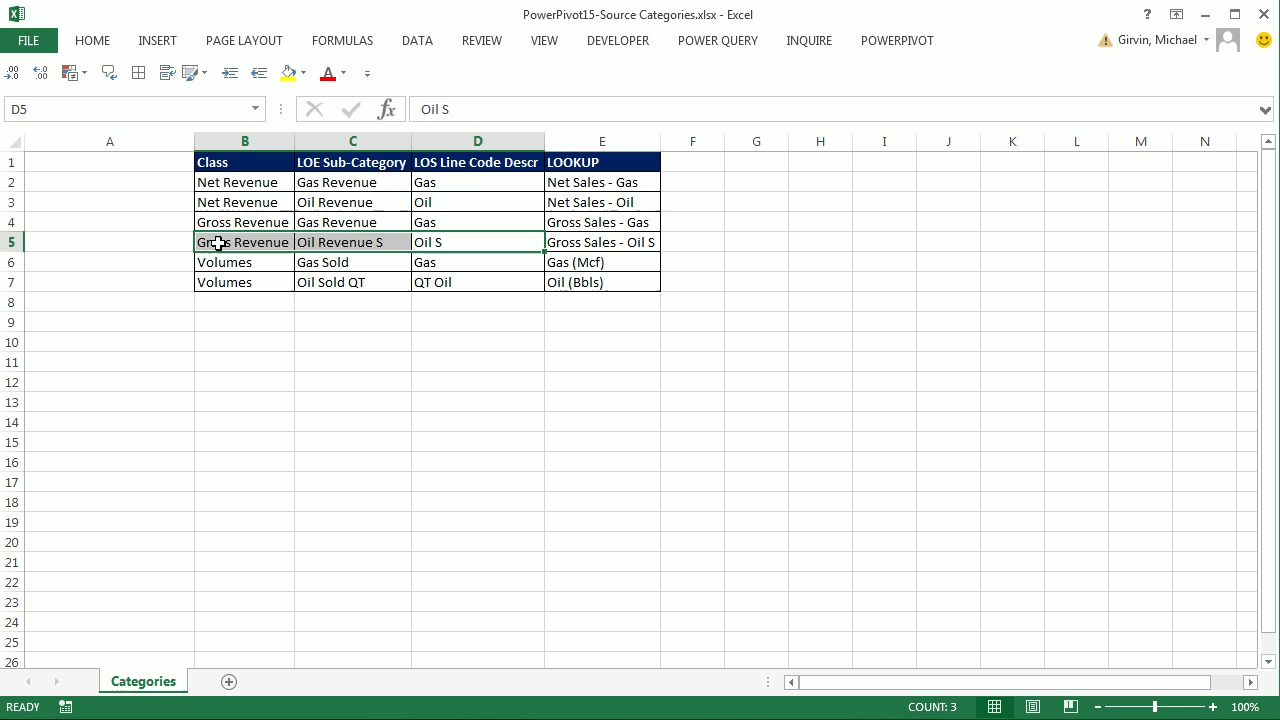 PowerPivot15-Source Categories.xlsx - Excel
FILE HOME INSERT PAGE LAYOUT FORMULAS DATA REVIEW VIEW DEVELOPER POWER QUERY INQUIRE POWERPIVOT Girvin, Michael
D5 fx Oil S
A B C D E F G H I J K L M N
1 Class LOE Sub-Category LOS Line Code Descr LOOKUP
2 Net Revenue Gas Revenue Gas Net Sales - Gas
3 Net Revenue Oil Revenue Oil Net Sales - Oil
4 Gross Revenue Gas Revenue Gas Gross Sales - Gas
5 Gross Revenue Oil Revenue S Oil S Gross Sales - Oil S
6 Volumes Gas Sold Gas Gas (Mcf)
7 Volumes Oil Sold QT QT Oil Oil (Bbls)
8
9
10
11
12
13
14
15
16
17
18
19
20
21
22
23
24
25
26
Categories
READY COUNT: 3 100%